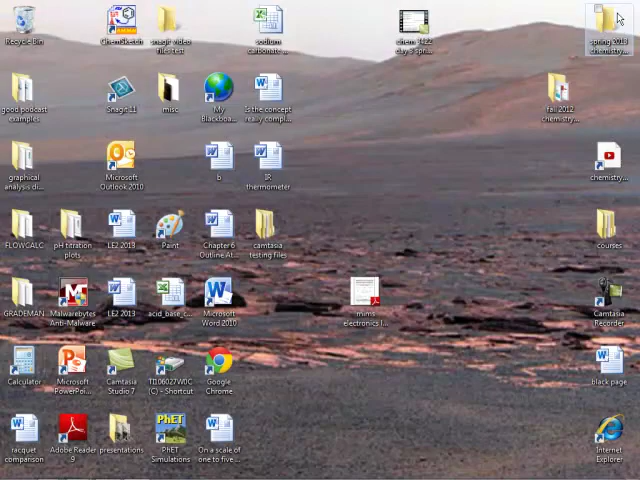 Recycle Bin
ChemSketch
snagit video
files test
sodium
carbonate ...
chem 3422
day 3 spra...
spring 2013
chemistry...
good podcast
examples
Snagit 11
misc
My
Blackboa...
Is the concept
really compl...
fall 2012
chemistry...
graphical
analysis di...
Microsoft
Outlook 2010
b
IR
thermometer
chemistry...
FLOWCALC
pH titration
plots
LE2 2013
Paint
Chapter 6
Outline At...
camtasia
testing files
courses
GRADEMAN
Malwarebytes
Anti-Malware
LE2 2013
acid_base_c...
Microsoft
Word 2010
mims
electronics l...
Camtasia
Recorder
Calculator
Microsoft
PowerPoi...
Camtasia
Studio 7
TI106027W0C
(C) - Shortcut
Google
Chrome
black page
racquet
comparison
Adobe Reader
9
presentations
PhET
PhET
Simulations
On a scale of
one to five ...
Internet
Explorer